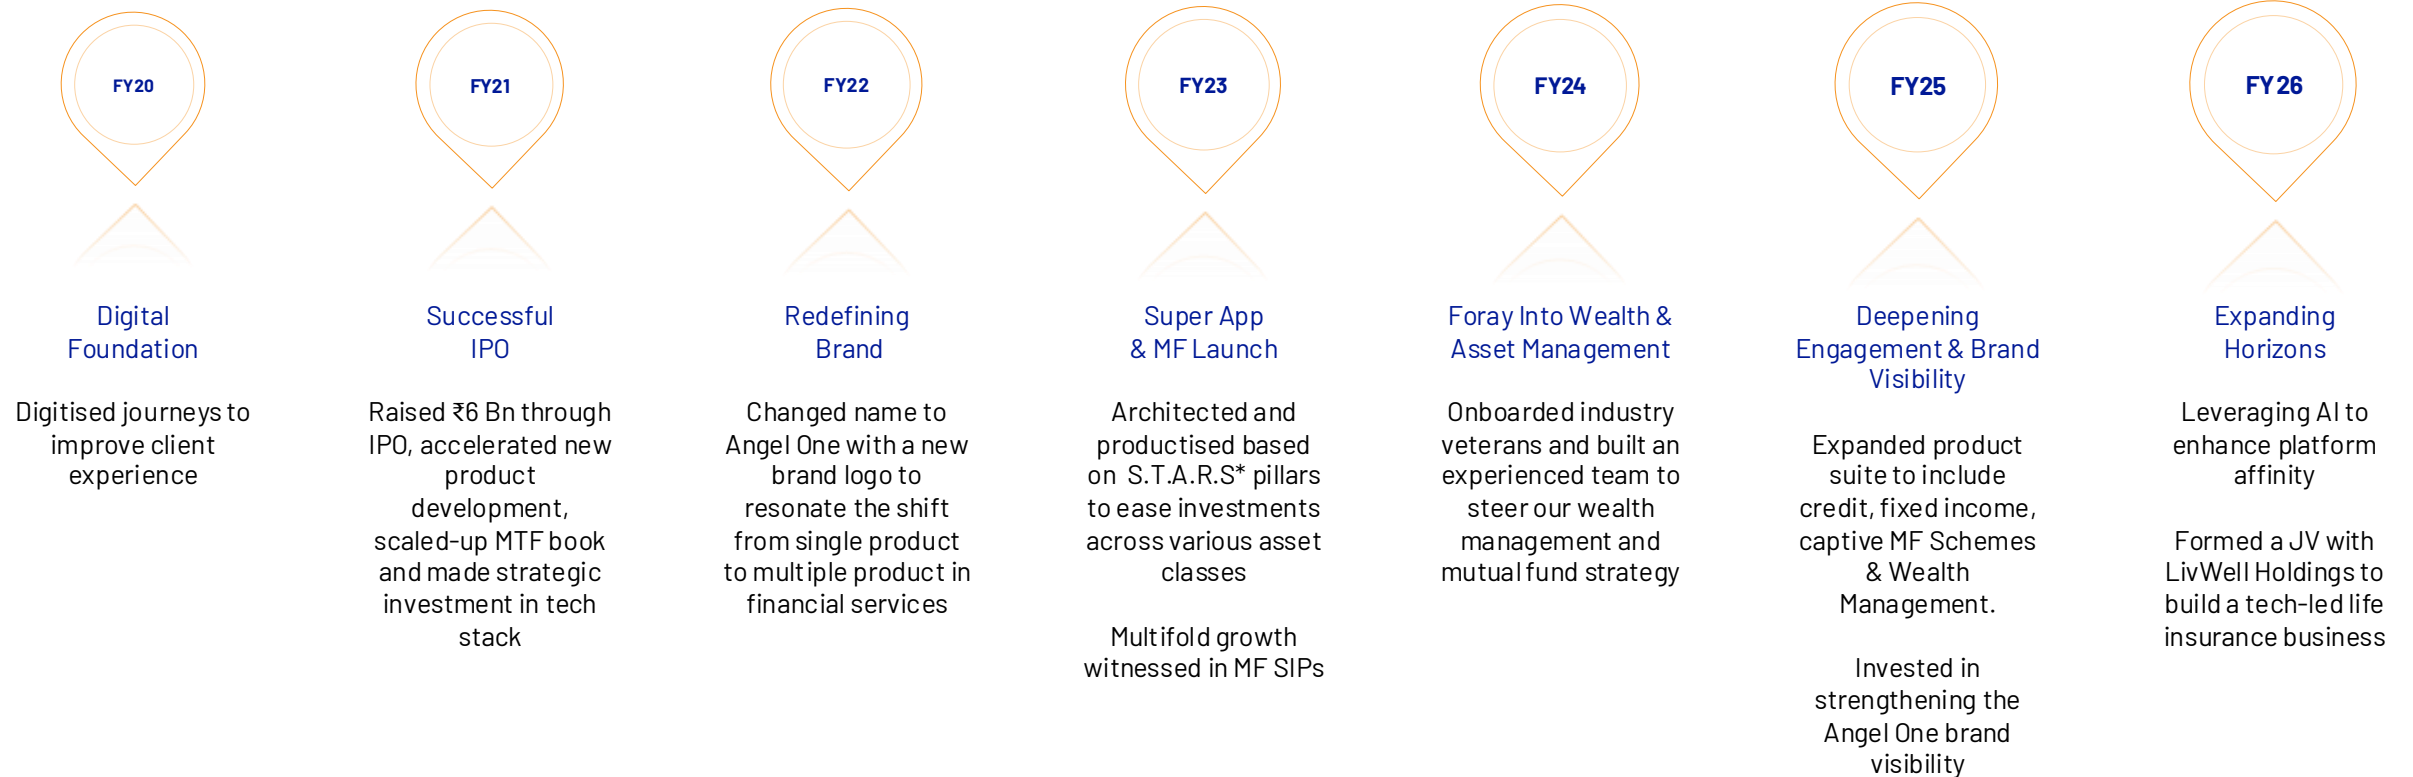 FY20
Digital
Foundation
Digitised journeys to
improve client
experience
FY21
Successful
IPO
Raised ₹6 Bn through
IPO, accelerated new
product
development,
scaled-up MTF book
and made strategic
investment in tech
stack
FY22
Redefining
Brand
Changed name to
Angel One with a new
brand logo to
resonate the shift
from single product
to multiple product in
financial services
FY23
Super App
& MF Launch
Architected and
productised based
on S.T.A.R.S* pillars
to ease investments
across various asset
classes
Multifold growth
witnessed in MF SIPs
FY24
Foray Into Wealth &
Asset Management
Onboarded industry
veterans and built an
experienced team to
steer our wealth
management and
mutual fund strategy
FY25
Deepening
Engagement & Brand
Visibility
Expanded product
suite to include
credit, fixed income,
captive MF Schemes
& Wealth
Management.
Invested in
strengthening the
Angel One brand
visibility
FY26
Expanding
Horizons
Leveraging AI to
enhance platform
affinity
Formed a JV with
LivWell Holdings to
build a tech-led life
insurance business